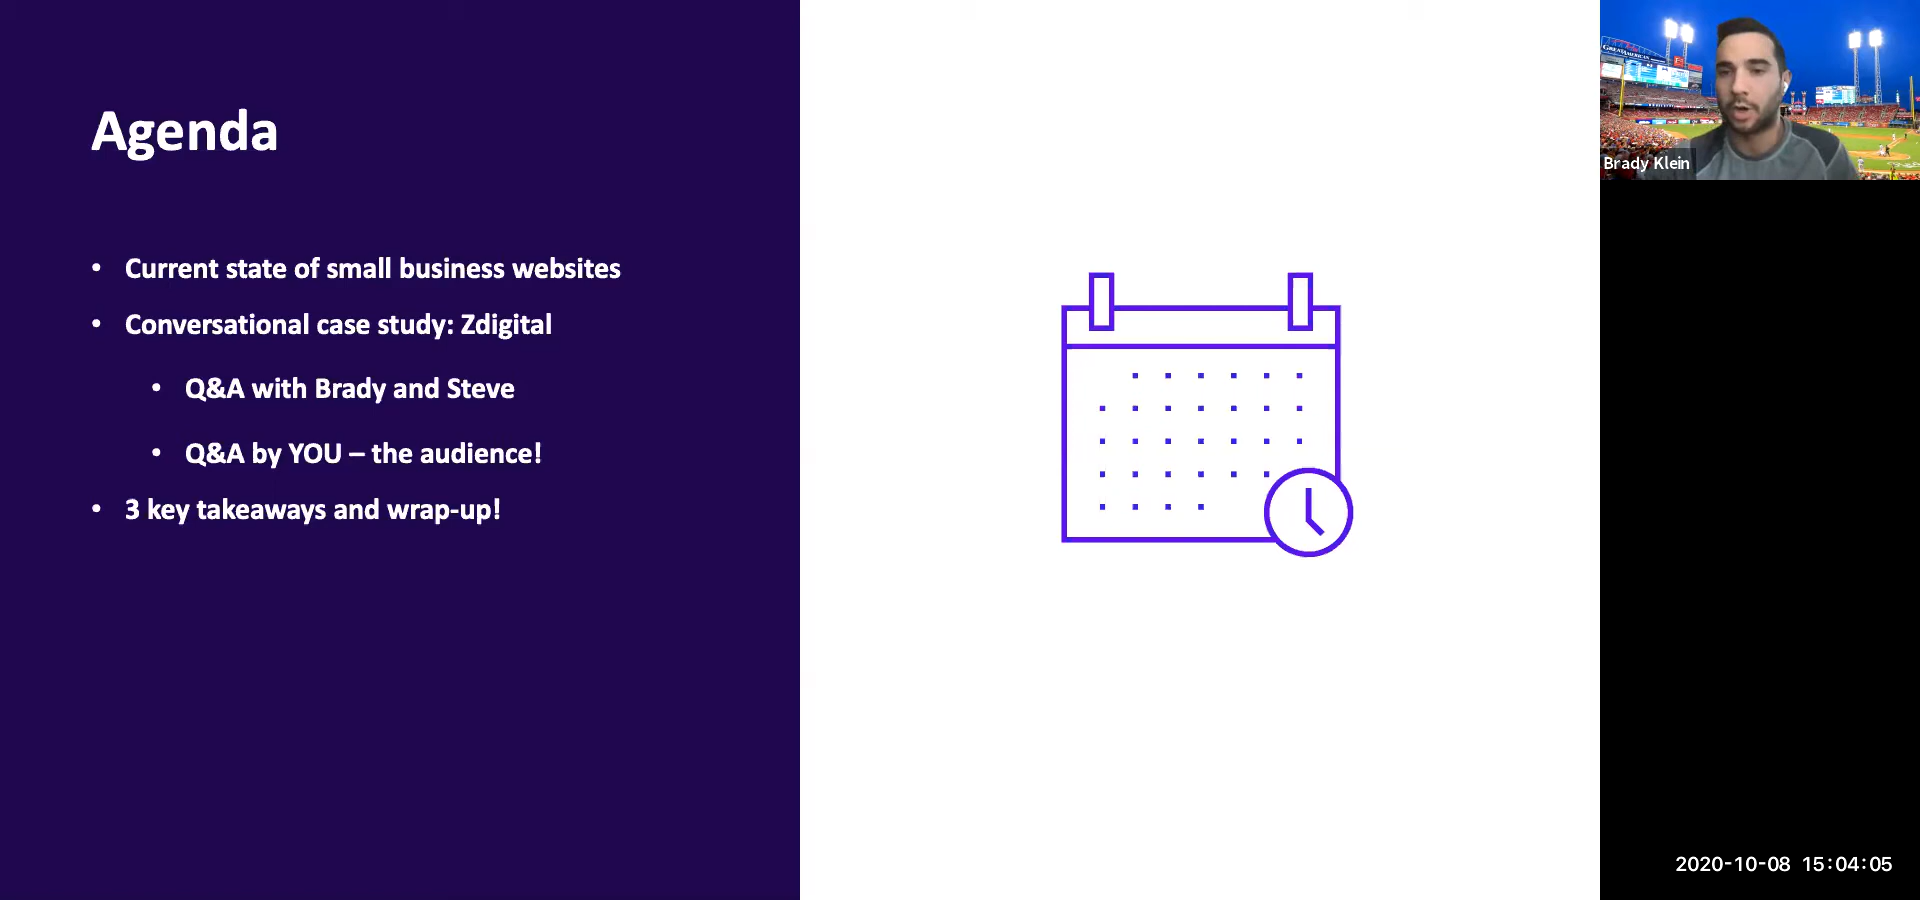 Agenda
• Current state of small business websites
• Conversational case study: Zdigital
• Q&A with Brady and Steve
• Q&A by YOU – the audience!
• 3 key takeaways and wrap-up!
GREATAMERICAN
Brady Klein
2020-10-08 15:04:05